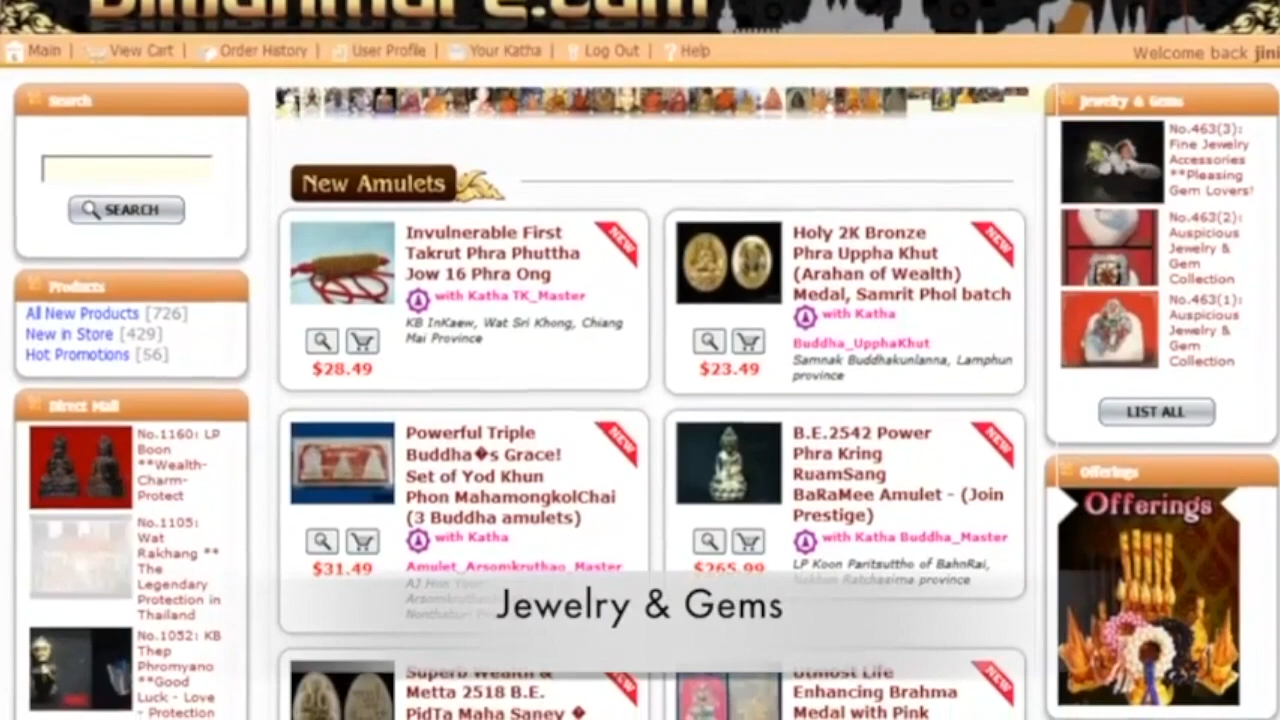 Main | View Cart | Order History | User Profile | Your Katha | Log Out | Help
Welcome back jini
Search
SEARCH
Products
All New Products [726]
New in Store [429]
Hot Promotions [56]
Direct Mail
No.1160: LP
Boon
**Wealth-
Charm-
Protect
No.1105:
Wat
Rakhang **
The
Legendary
Protection in
Thailand
No.1052: KB
Thep
Phromyano
**Good
Luck - Love
- Protection
New Amulets
Invulnerable First
Takrut Phra Phuttha
Jow 16 Phra Ong
with Katha TK_Master
KB InKaew, Wat Sri Khong, Chiang
Mai Province
$28.49
NEW
Holy 2K Bronze
Phra Uppha Khut
(Arahan of Wealth)
Medal, Samrit Phol batch
with Katha
Buddha_UpphaKhut
Samnak Buddhakunlanna, Lamphun
province
$23.49
NEW
Powerful Triple
Buddha�s Grace!
Set of Yod Khun
Phon MahamongkolChai
(3 Buddha amulets)
with Katha
Amulet_Arsomkruthao_Master
$31.49
NEW
B.E.2542 Power
Phra Kring
RuamSang
BaRaMee Amulet - (Join
Prestige)
with Katha Buddha_Master
LP Koon Paritsuttho of BahnRai,
Nakhon Ratchasima province
$265.99
NEW
Superb Wealth &
Metta 2518 B.E.
PidTa Maha Saney �
NEW
Utmost Life
Enhancing Brahma
Medal with Pink
NEW
Jewelry & Gems
No.463(3):
Fine Jewelry
Accessories
**Pleasing
Gem Lovers!
No.463(2):
Auspicious
Jewelry &
Gem
Collection
No.463(1):
Auspicious
Jewelry &
Gem
Collection
LIST ALL
Offerings
Offerings
Jewelry & Gems